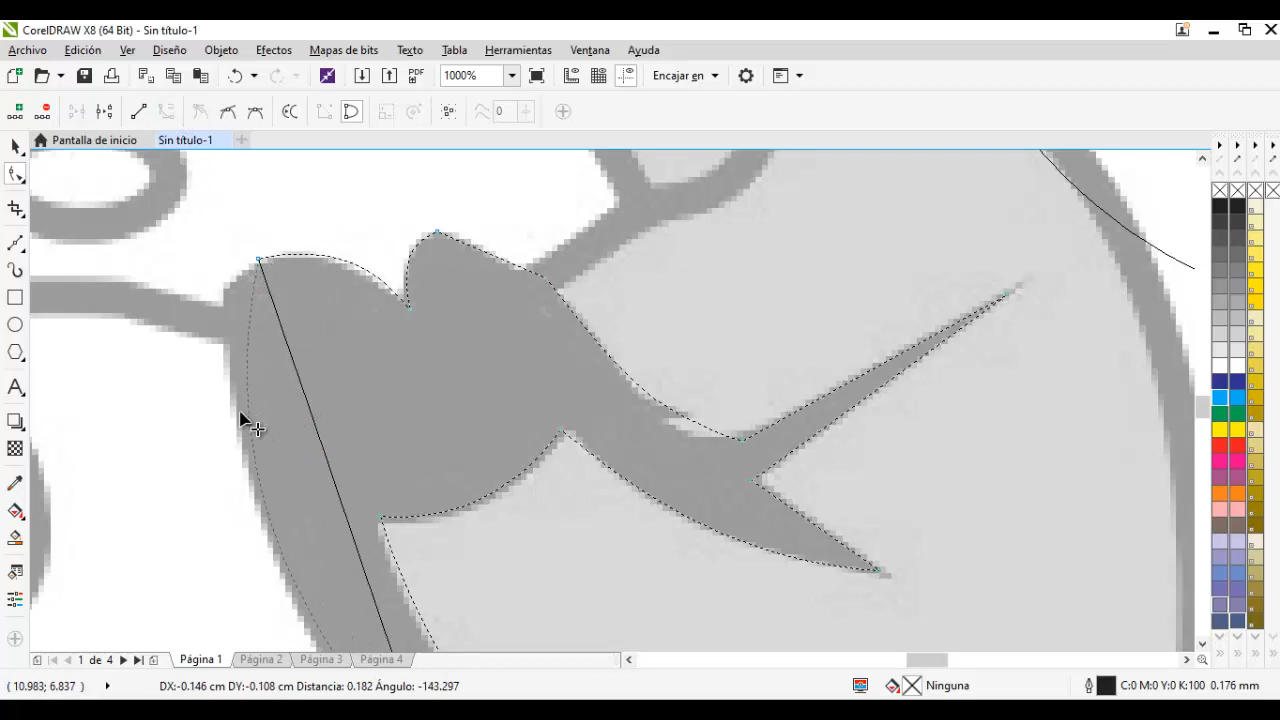 CorelDRAW X8 (64 Bit) - Sin título-1
Archivo Edición Ver Diseño Objeto Efectos Mapas de bits Texto Tabla Herramientas Ventana Ayuda
PDF 1000% Encajar en
0
Pantalla de inicio Sin título-1
1 de 4 Página 1 Página 2 Página 3 Página 4
( 10.983; 6.837 ) DX:-0.146 cm DY:-0.108 cm Distancia: 0.182 Ángulo: -143.297 Ninguna C:0 M:0 Y:0 K:100 0.176 mm